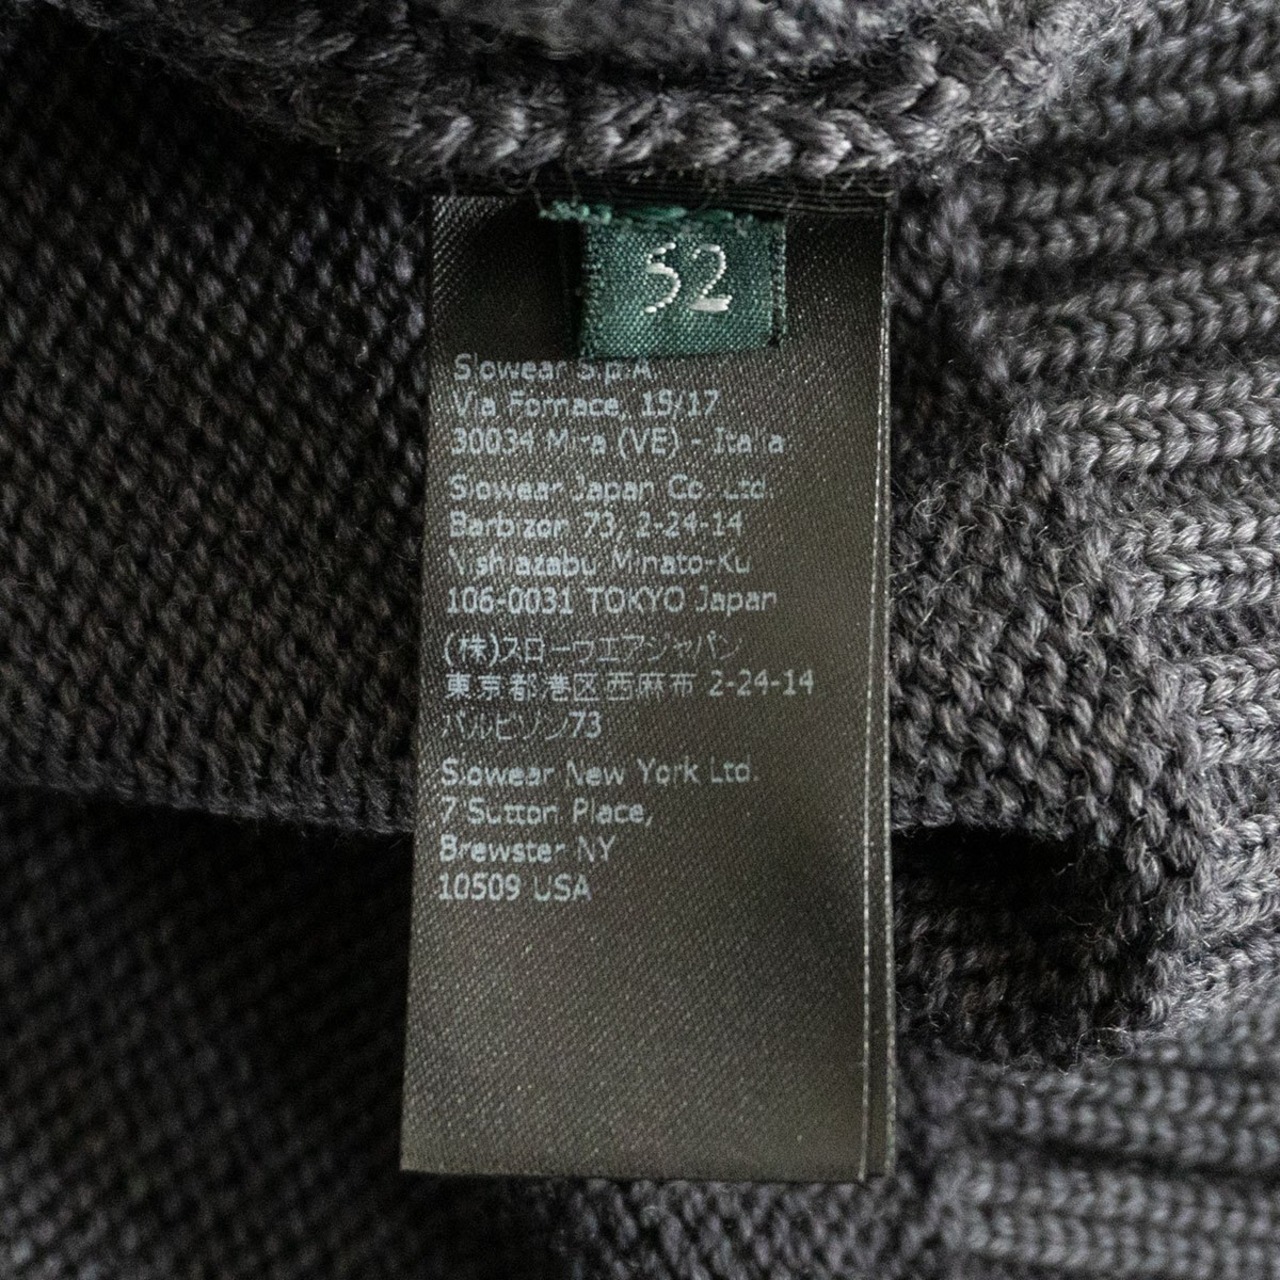 52
Slowear S.p.A.
Via Fornace, 15/17
30034 Mira (VE) - Italia
Slowear Japan Co. Ltd.
Barbizon 73, 2-24-14
Nishiazabu Minato-Ku
106-0031 TOKYO Japan
(株)スローウエアジャパン
東京都港区西麻布 2-24-14
バルビゾン73
Slowear New York Ltd.
7 Sutton Place,
Brewster NY
10509 USA